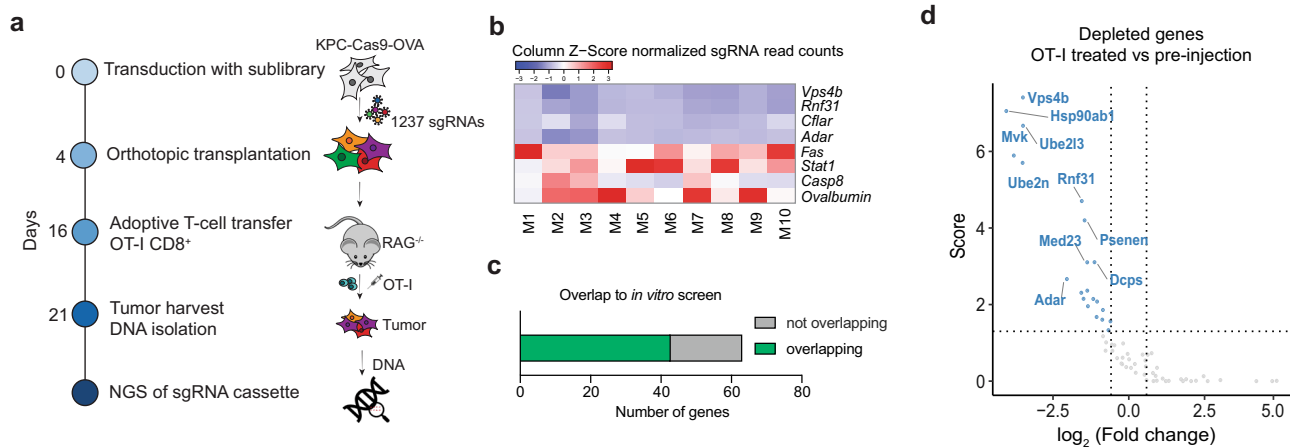 a
KPC-Cas9-OVA
0
Transduction with sublibrary
1237 sgRNAs
4
Orthotopic transplantation
Days
16
Adoptive T-cell transfer
OT-I CD8⁺
RAG⁻/⁻
OT-I
21
Tumor harvest
DNA isolation
Tumor
DNA
NGS of sgRNA cassette
b
Column Z-Score normalized sgRNA read counts
−3 −2 −1 0 1 2 3
Vps4b
Rnf31
Cflar
Adar
Fas
Stat1
Casp8
Ovalbumin
M1 M2 M3 M4 M5 M6 M7 M8 M9 M10
c
Overlap to in vitro screen
not overlapping
overlapping
0 20 40 60 80
Number of genes
d
Depleted genes
OT-I treated vs pre-injection
Vps4b
Hsp90ab1
Mvk
Ube2l3
Ube2n
Rnf31
Psenen
Med23
Dcps
Adar
Score
6
4
2
0
−2.5 0.0 2.5 5.0
log₂ (Fold change)